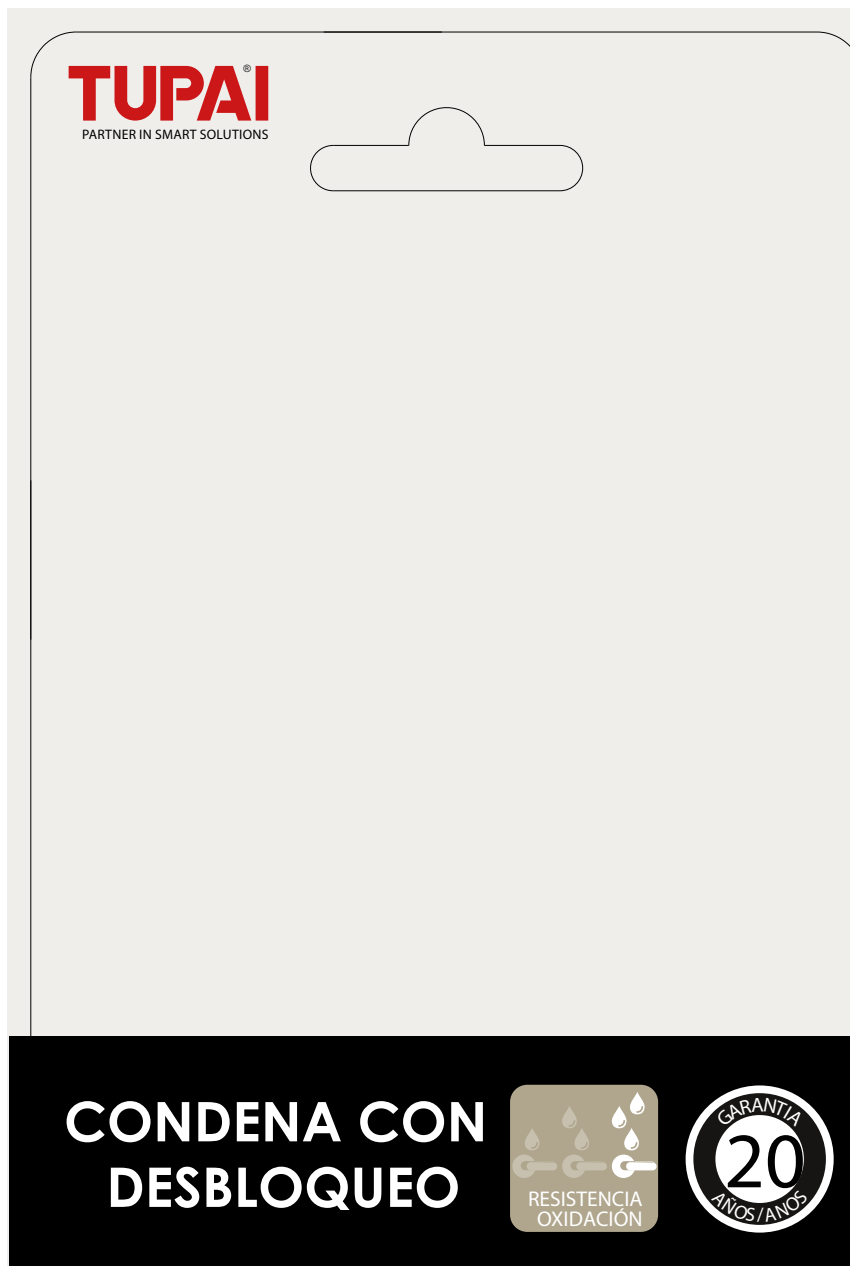 TUPAI®
PARTNER IN SMART SOLUTIONS
CONDENA CON
DESBLOQUEO
RESISTENCIA
OXIDACIÓN
GARANTIA
20
AÑOS/ANOS